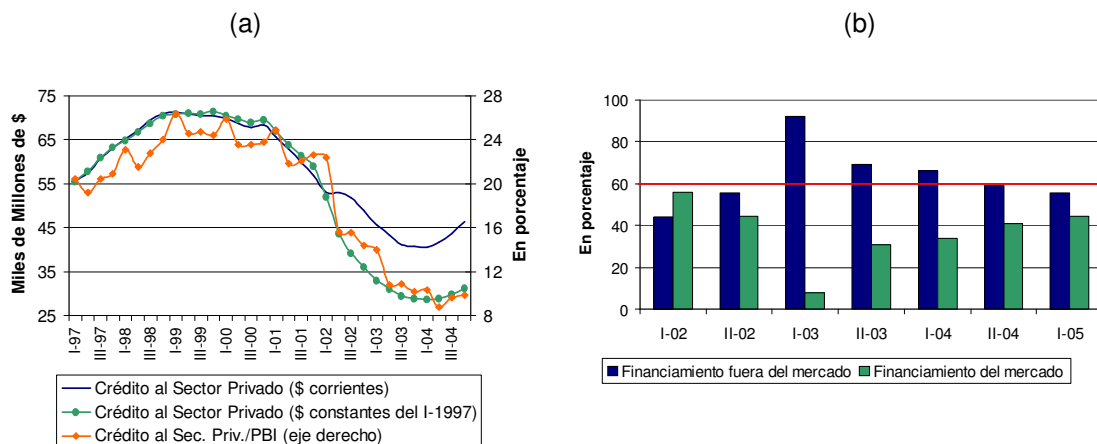 (a)
(b)
Miles de Millones de $
75
65
55
45
35
25
28
24
20
16
12
8
En porcentaje
I-97
III-97
I-98
III-98
I-99
III-99
I-00
III-00
I-01
III-01
I-02
III-02
I-03
III-03
I-04
III-04
Crédito al Sector Privado ($ corrientes)
Crédito al Sector Privado ($ constantes del I-1997)
Crédito al Sec. Priv./PBI (eje derecho)
En porcentaje
100
80
60
40
20
0
I-02
II-02
I-03
II-03
I-04
II-04
I-05
Financiamiento fuera del mercado
Financiamiento del mercado